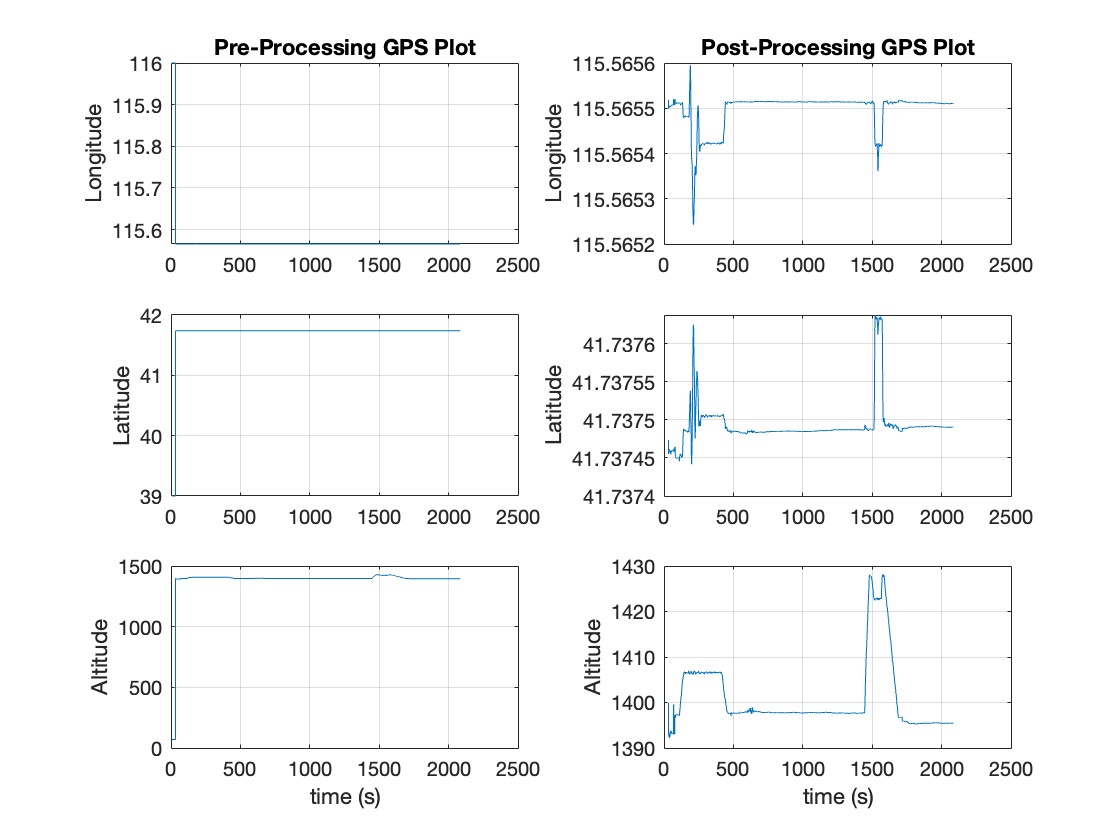 Pre-Processing GPS Plot
116
115.9
115.8
115.7
115.6
Longitude
0 500 1000 1500 2000 2500
42
41
40
39
Latitude
0 500 1000 1500 2000 2500
1500
1000
500
0
Altitude
0 500 1000 1500 2000 2500
time (s)
Post-Processing GPS Plot
115.5656
115.5655
115.5654
115.5653
115.5652
Longitude
0 500 1000 1500 2000 2500
41.7376
41.73755
41.7375
41.73745
41.7374
Latitude
0 500 1000 1500 2000 2500
1430
1420
1410
1400
1390
Altitude
0 500 1000 1500 2000 2500
time (s)